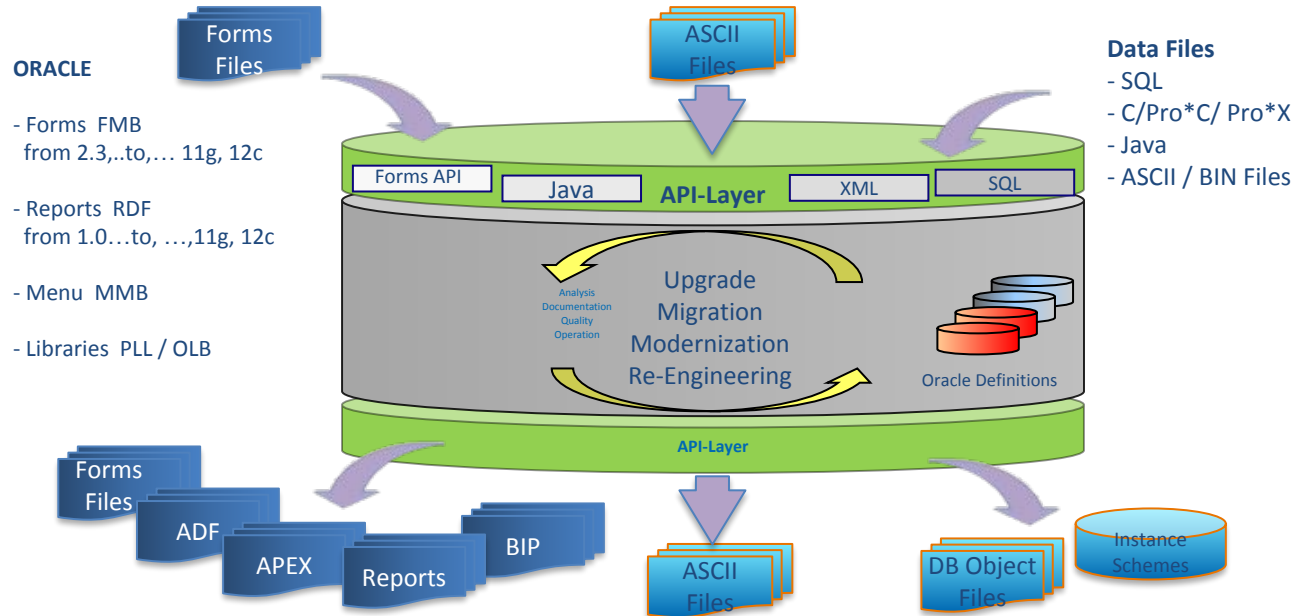 Forms
Files
ASCII
Files
ORACLE
- Forms FMB
from 2.3,..to,... 11g, 12c
- Reports RDF
from 1.0...to, ...,11g, 12c
- Menu MMB
- Libraries PLL / OLB
Data Files
- SQL
- C/Pro*C/ Pro*X
- Java
- ASCII / BIN Files
Forms API
Java
API-Layer
XML
SQL
Analysis
Documentation
Quality
Operation
Upgrade
Migration
Modernization
Re-Engineering
Oracle Definitions
API-Layer
Forms
Files
ADF
APEX
Reports
BIP
ASCII
Files
DB Object
Files
Instance
Schemes